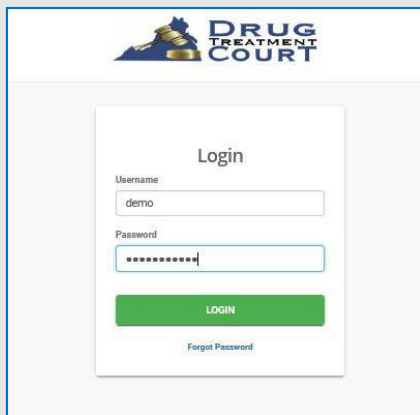 DRUG
TREATMENT
COURT
Login
Username
demo
Password
•••••••••••
LOGIN
Forgot Password